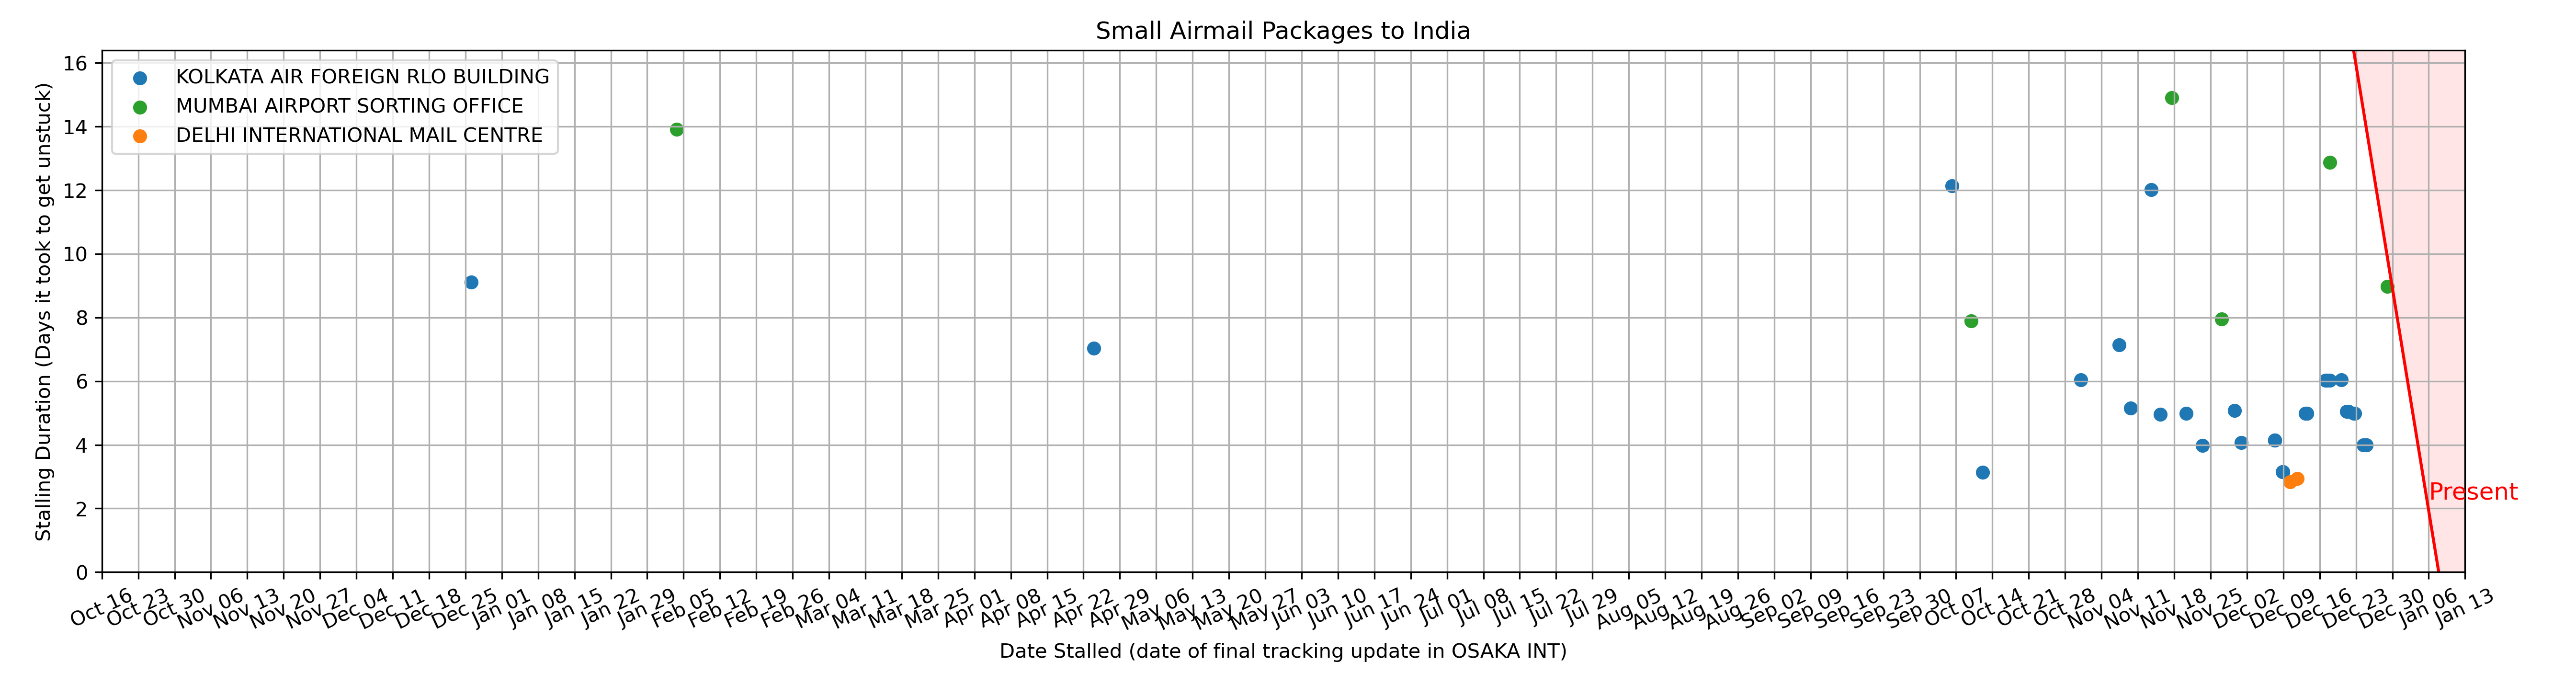 Small Airmail Packages to India
KOLKATA AIR FOREIGN RLO BUILDING
MUMBAI AIRPORT SORTING OFFICE
DELHI INTERNATIONAL MAIL CENTRE
Stalling Duration (Days it took to get unstuck)
16
14
12
10
8
6
4
2
0
Present
Oct 16 Oct 23 Oct 30 Nov 06 Nov 13 Nov 20 Nov 27 Dec 04 Dec 11 Dec 18 Dec 25 Jan 01 Jan 08 Jan 15 Jan 22 Jan 29 Feb 05 Feb 12 Feb 19 Feb 26 Mar 04 Mar 11 Mar 18 Mar 25 Apr 01 Apr 08 Apr 15 Apr 22 Apr 29 May 06 May 13 May 20 May 27 Jun 03 Jun 10 Jun 17 Jun 24 Jul 01 Jul 08 Jul 15 Jul 22 Jul 29 Aug 05 Aug 12 Aug 19 Aug 26 Sep 02 Sep 09 Sep 16 Sep 23 Sep 30 Oct 07 Oct 14 Oct 21 Oct 28 Nov 04 Nov 11 Nov 18 Nov 25 Dec 02 Dec 09 Dec 16 Dec 23 Dec 30 Jan 06 Jan 13
Date Stalled (date of final tracking update in OSAKA INT)